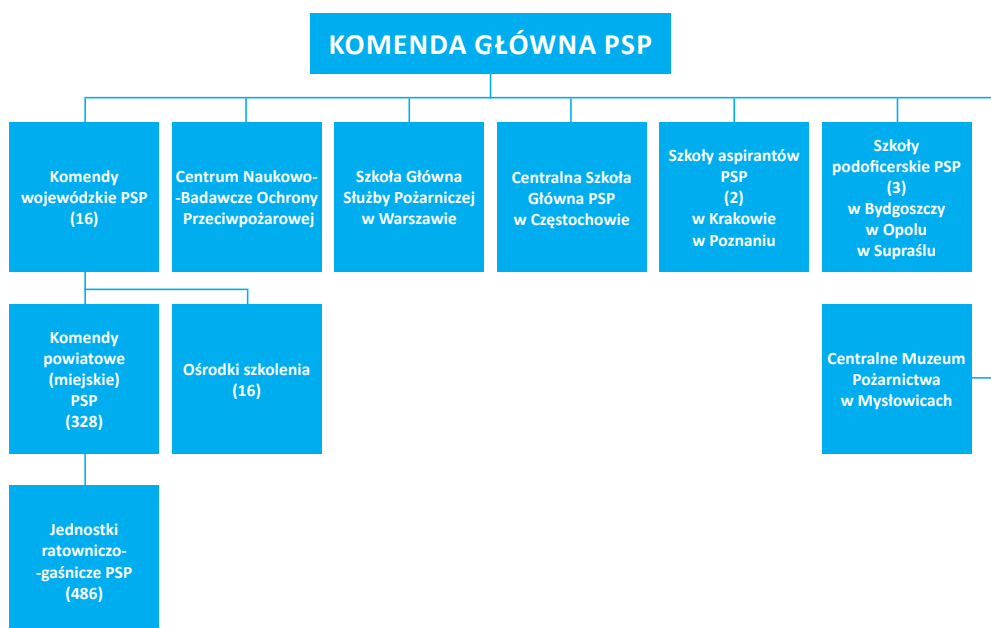 KOMENDA GŁÓWNA PSP
Komendy
wojewódzkie PSP
(16)
Centrum Naukowo-
-Badawcze Ochrony
Przeciwpożarowej
Szkoła Główna
Służby Pożarniczej
w Warszawie
Centralna Szkoła
Główna PSP
w Częstochowie
Szkoły aspirantów
PSP
(2)
w Krakowie
w Poznaniu
Szkoły
podoficerskie PSP
(3)
w Bydgoszczy
w Opolu
w Supraślu
Komendy
powiatowe
(miejskie)
PSP
(328)
Ośrodki szkolenia
(16)
Centralne Muzeum
Pożarnictwa
w Mysłowicach
Jednostki
ratowniczo-
-gaśnicze PSP
(486)